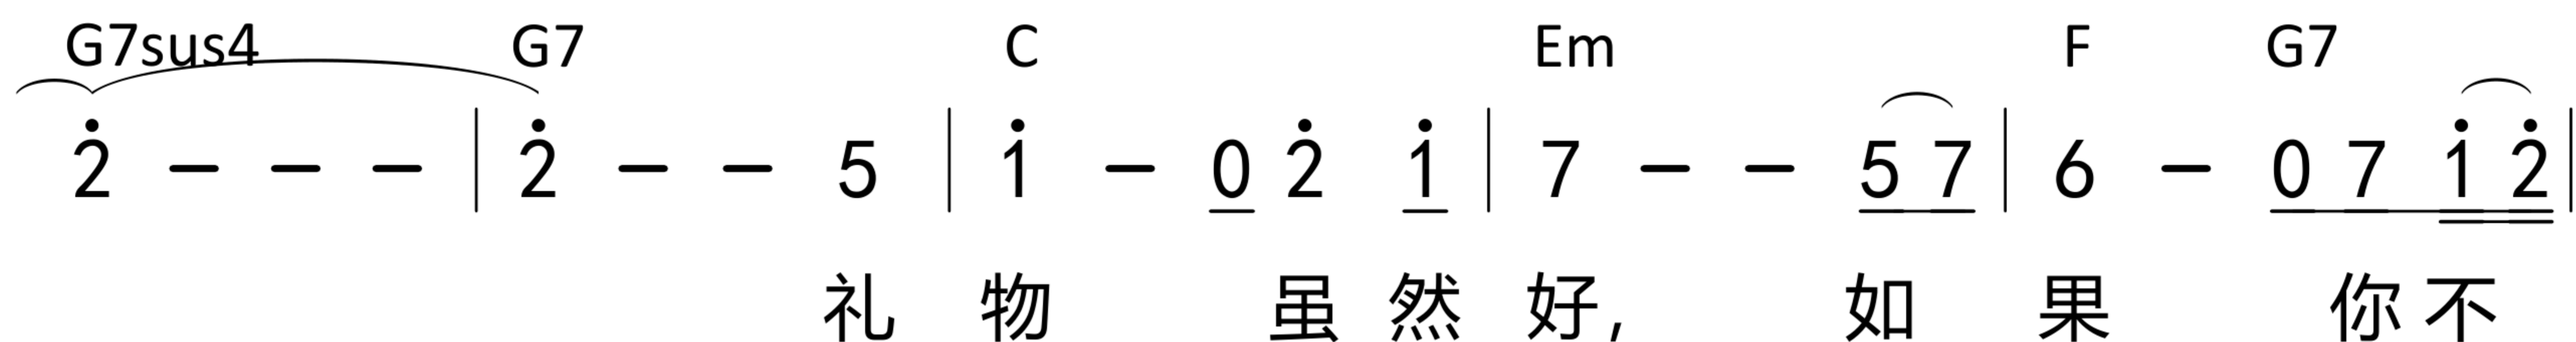 G7sus4 G7 C Em F G7
2 – – – | 2 – – 5 | 1 – 0 2 1 | 7 – – 5 7 | 6 – 0 7 1 2 |
礼 物 虽 然 好, 如 果 你 不